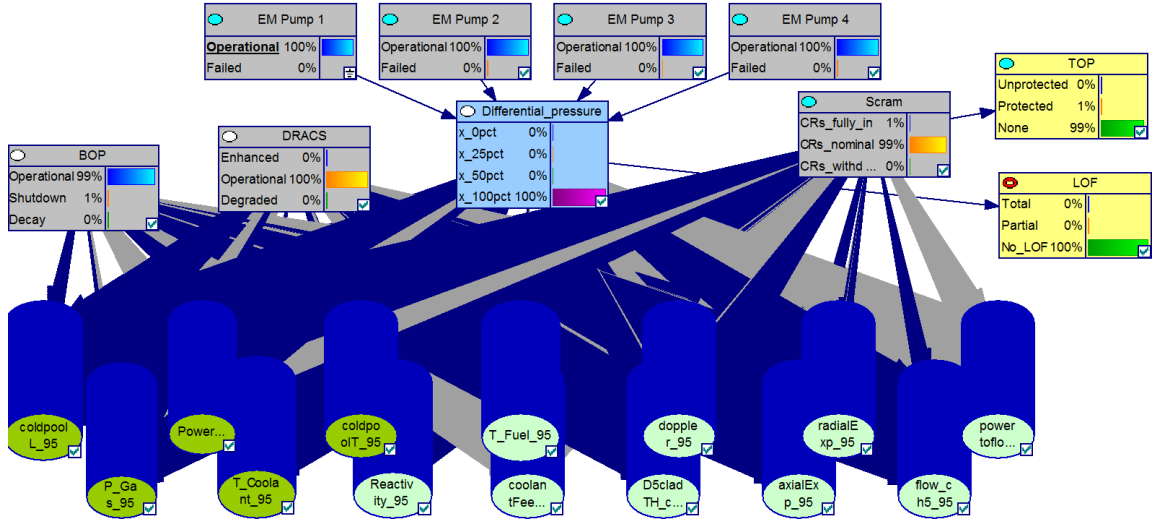 EM Pump 1
Operational 100%
Failed 0%
EM Pump 2
Operational 100%
Failed 0%
EM Pump 3
Operational 100%
Failed 0%
EM Pump 4
Operational 100%
Failed 0%
TOP
Unprotected 0%
Protected 1%
None 99%
Differential_pressure
x_0pct 0%
x_25pct 0%
x_50pct 0%
x_100pct 100%
Scram
CRs_fully_in 1%
CRs_nominal 99%
CRs_withd ... 0%
DRACS
Enhanced 0%
Operational 100%
Degraded 0%
BOP
Operational 99%
Shutdown 1%
Decay 0%
LOF
Total 0%
Partial 0%
No_LOF 100%
coldpool
L_95
Power...
coldpo
olT_95
T_Fuel_95
dopple
r_95
radialE
xp_95
power
toflo...
P_Ga
s_95
T_Coola
nt_95
Reactiv
ity_95
coolan
tFee...
D5clad
TH_c...
axialEx
p_95
flow_c
h5_95